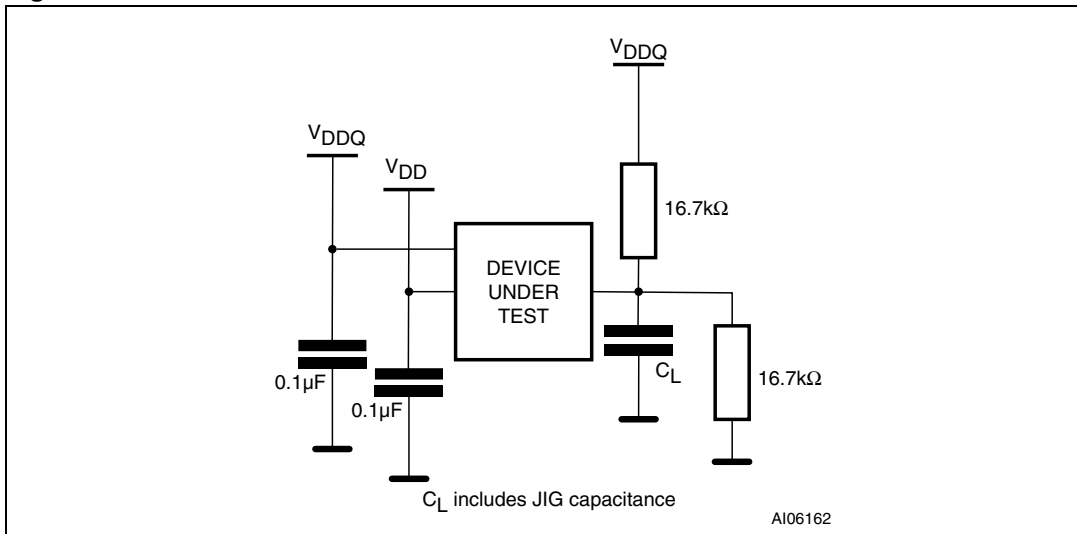 VDDQ
VDDQ
VDD
16.7kΩ
DEVICE
UNDER
TEST
CL
16.7kΩ
0.1µF
0.1µF
CL includes JIG capacitance
AI06162